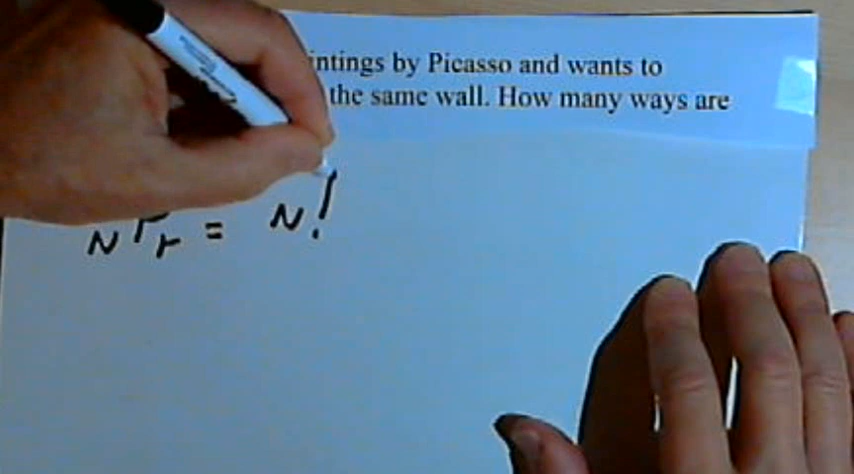 intings by Picasso and wants to
the same wall. How many ways are
NPr = N!